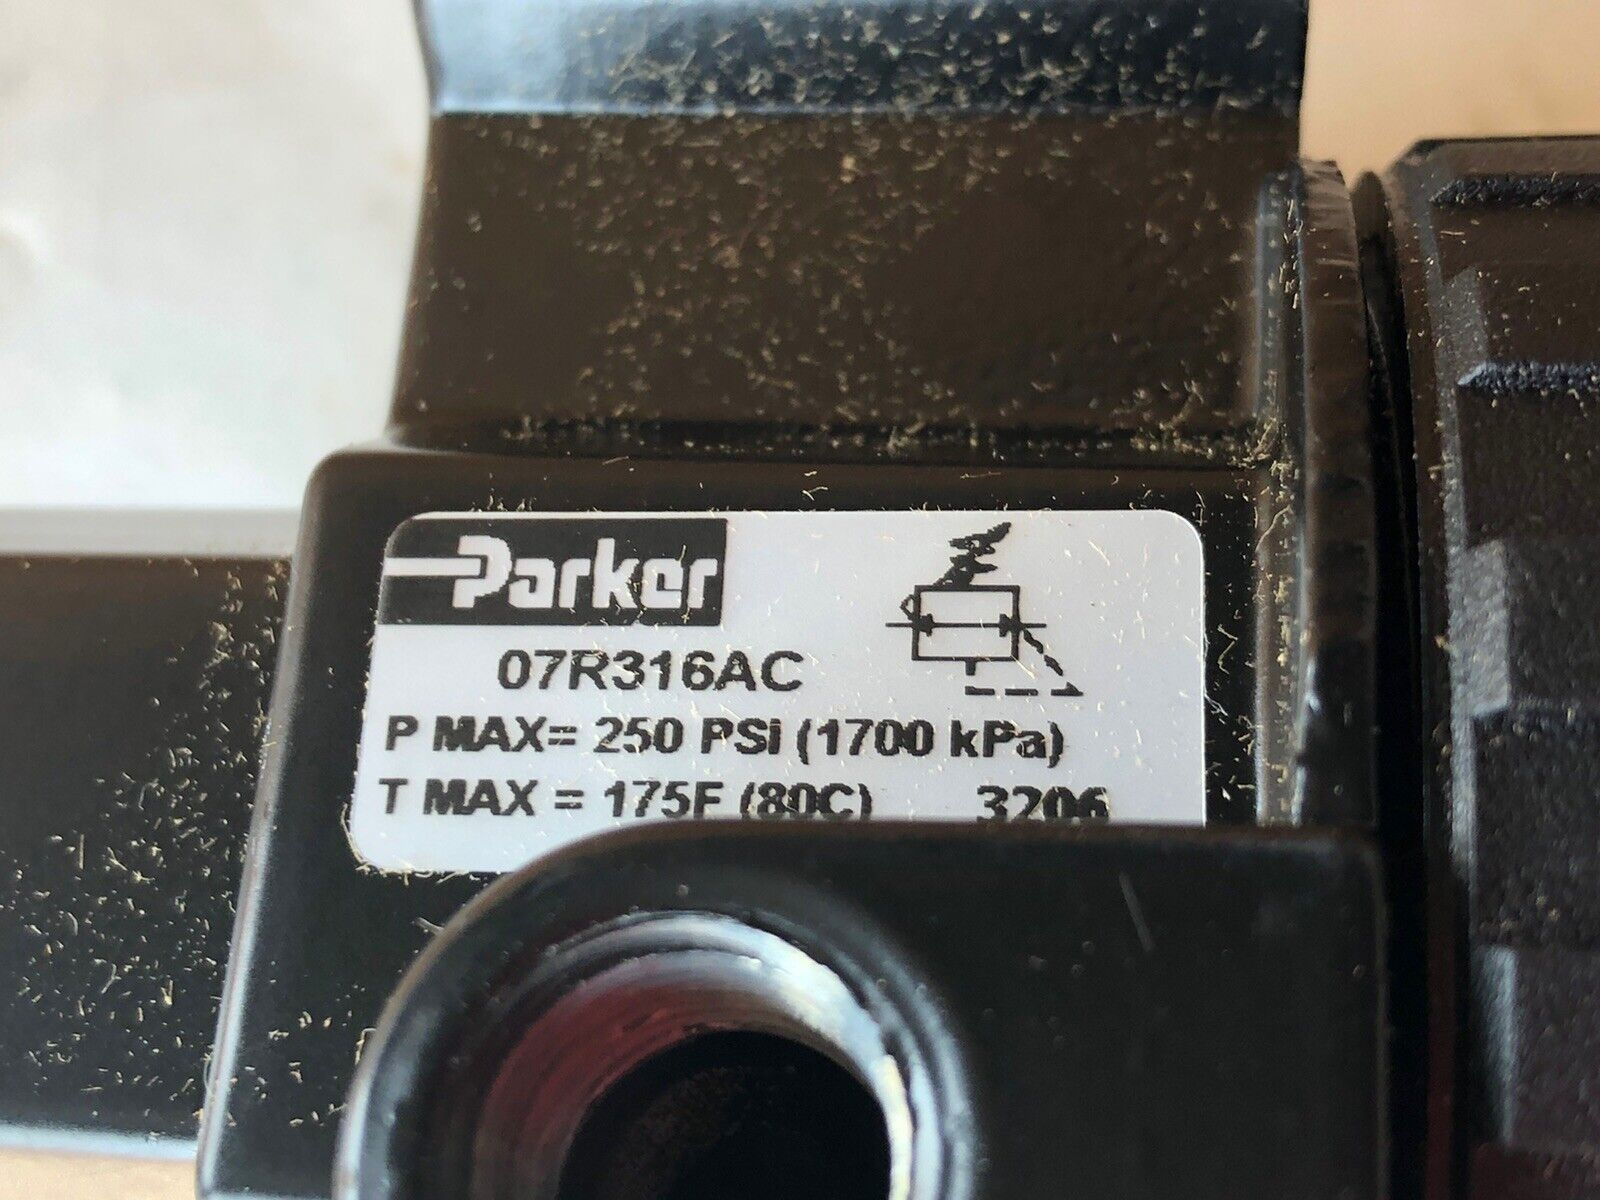 Parker
07R316AC
P MAX= 250 PSi (1700 kPa)
T MAX = 175F (80C) 3206